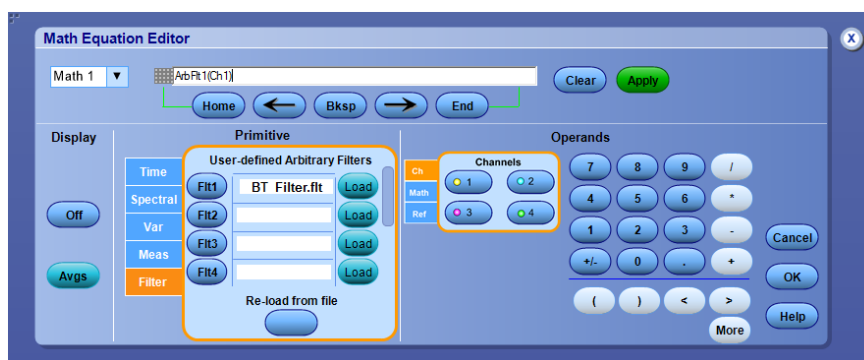 Math Equation Editor
X
Math 1
ArbFlt1(Ch1)
Clear
Apply
Home
Bksp
End
Display
Off
Avgs
Primitive
Time
Spectral
Var
Meas
Filter
User-defined Arbitrary Filters
Flt1 BT_Filter.flt Load
Flt2 Load
Flt3 Load
Flt4 Load
Re-load from file
Operands
Ch
Math
Ref
Channels
1 2
3 4
7 8 9 /
4 5 6 *
1 2 3 -
+/- 0 . +
( ) < >
More
Cancel
OK
Help